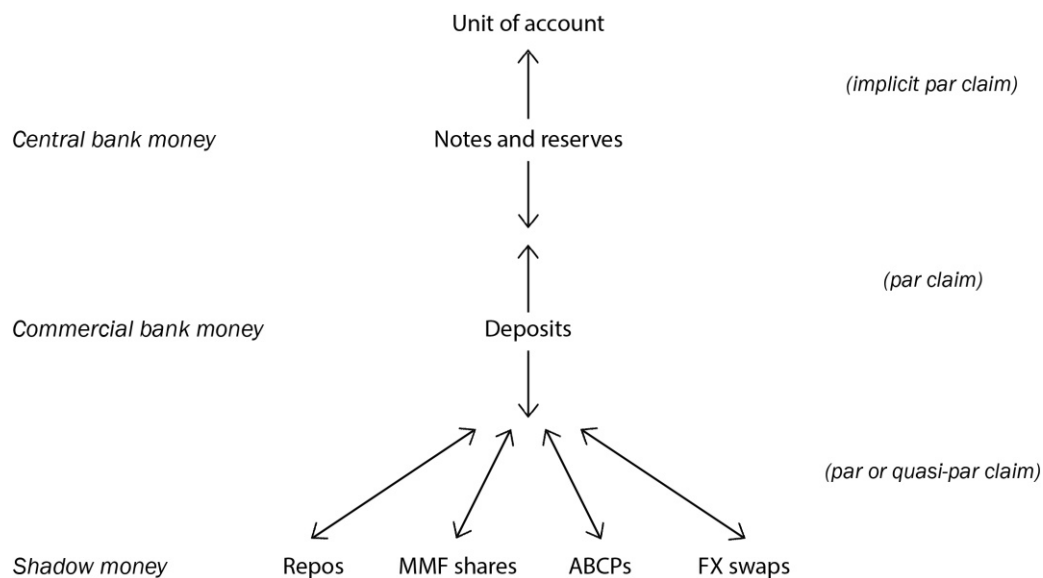 Unit of account
(implicit par claim)
Central bank money Notes and reserves
(par claim)
Commercial bank money Deposits
(par or quasi-par claim)
Shadow money Repos MMF shares ABCPs FX swaps